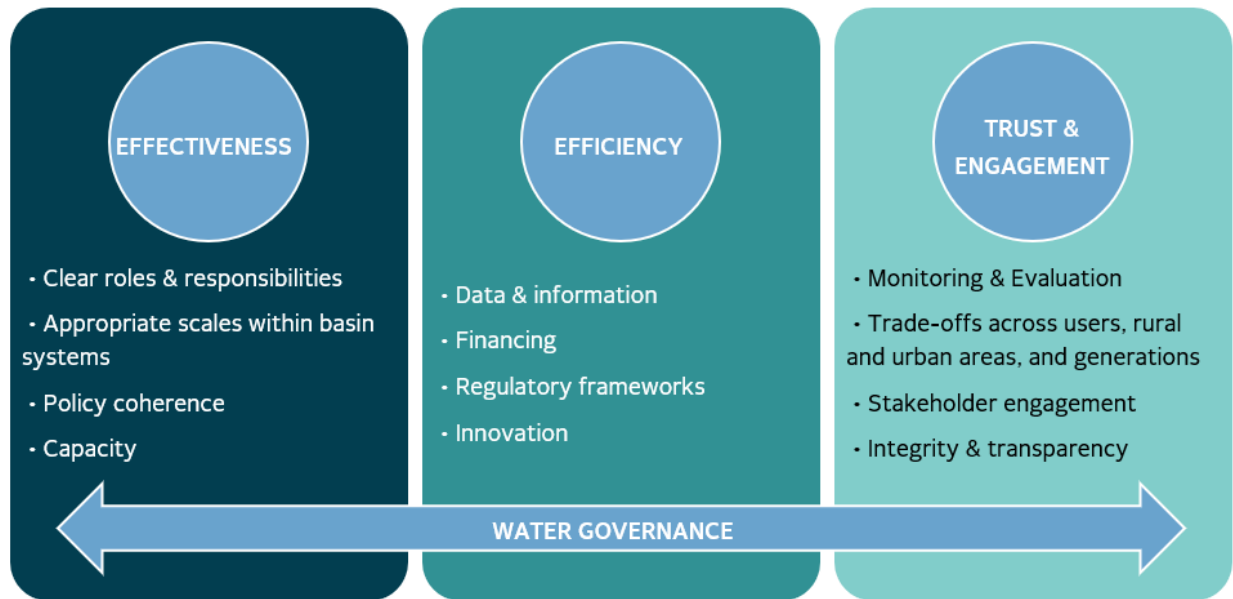 EFFECTIVENESS
· Clear roles & responsibilities
· Appropriate scales within basin
systems
· Policy coherence
· Capacity
EFFICIENCY
· Data & information
· Financing
· Regulatory frameworks
· Innovation
TRUST &
ENGAGEMENT
· Monitoring & Evaluation
· Trade-offs across users, rural
and urban areas, and generations
· Stakeholder engagement
· Integrity & transparency
WATER GOVERNANCE